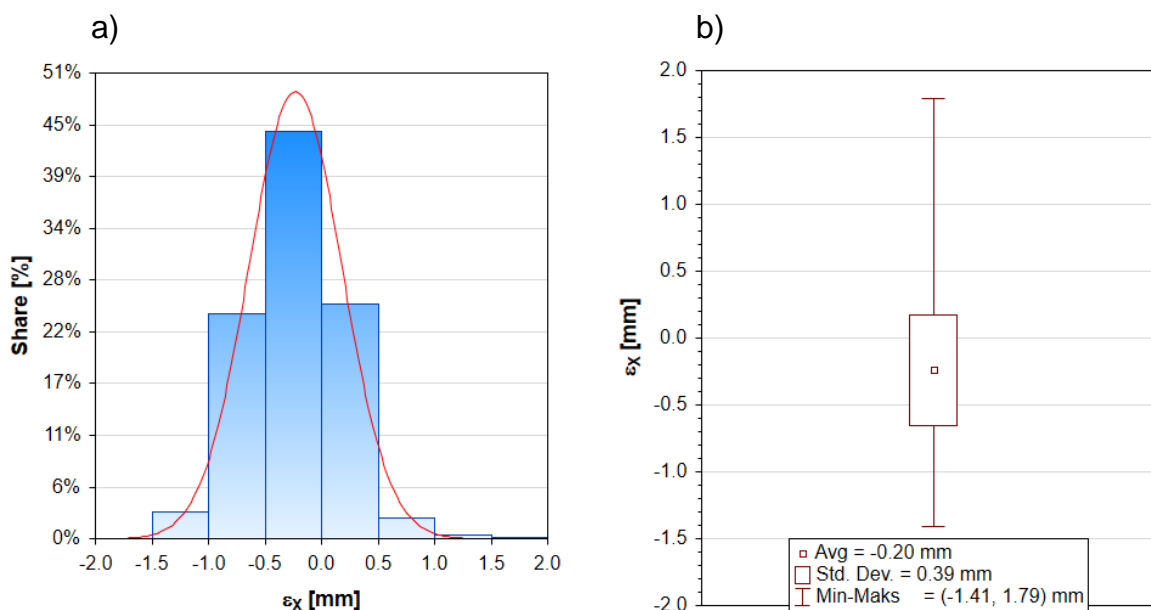 a)
51%
45%
39%
34%
28%
22%
17%
11%
6%
0%
Share [%]
-2.0 -1.5 -1.0 -0.5 0.0 0.5 1.0 1.5 2.0
εX [mm]
b)
2.0
1.5
1.0
0.5
0.0
-0.5
-1.0
-1.5
-2.0
εX [mm]
Avg = -0.20 mm
Std. Dev. = 0.39 mm
Min-Maks = (-1.41, 1.79) mm